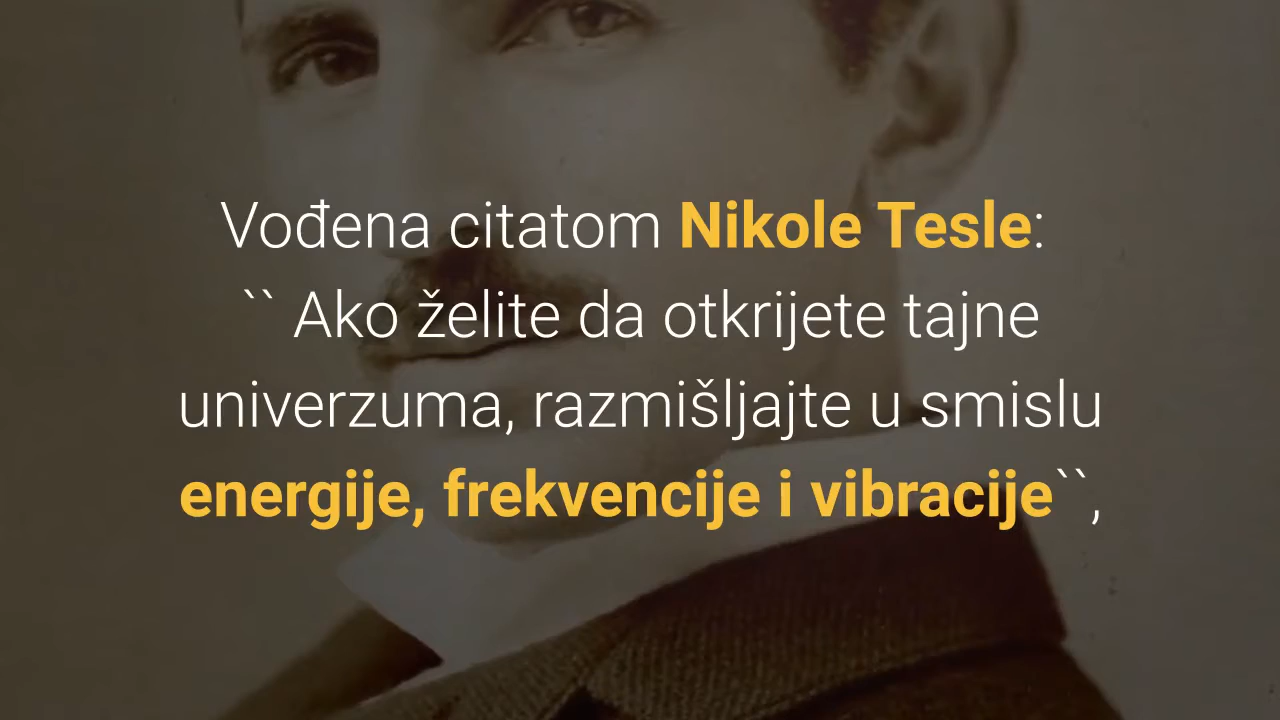 Vođena citatom Nikole Tesle:
`` Ako želite da otkrijete tajne
univerzuma, razmišljajte u smislu
energije, frekvencije i vibracije``,